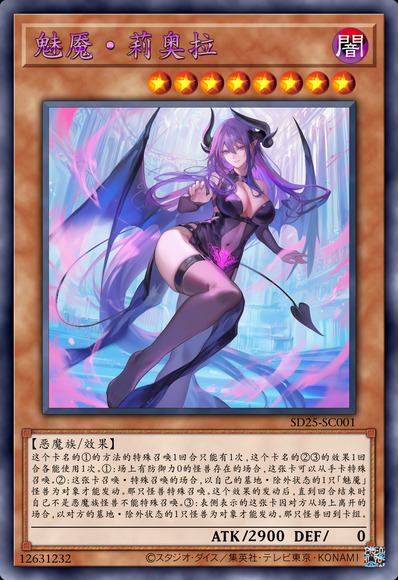 魅魇・莉奥拉
闇
SD25-SC001
【恶魔族/效果】
这个卡名的①的方法的特殊召唤1回合只能有1次，这个卡名的②③的效果1回
合各能使用1次。①：场上有防御力0的怪兽存在的场合，这张卡可以从手卡特殊
召唤。②：这张卡召唤・特殊召唤的场合，以自己的墓地・除外状态的1只「魅魇」
怪兽为对象才能发动。那只怪兽特殊召唤。这个效果的发动后，直到回合结束时
自己不是恶魔族怪兽不能特殊召唤。③：表侧表示的这张卡因对方从场上离开的
场合，以对方的墓地・除外状态的1只怪兽为对象才能发动。那只怪兽回到卡组。
ATK/2900 DEF/ 0
12631232
©スタジオ・ダイス/集英社・テレビ東京・KONAMI